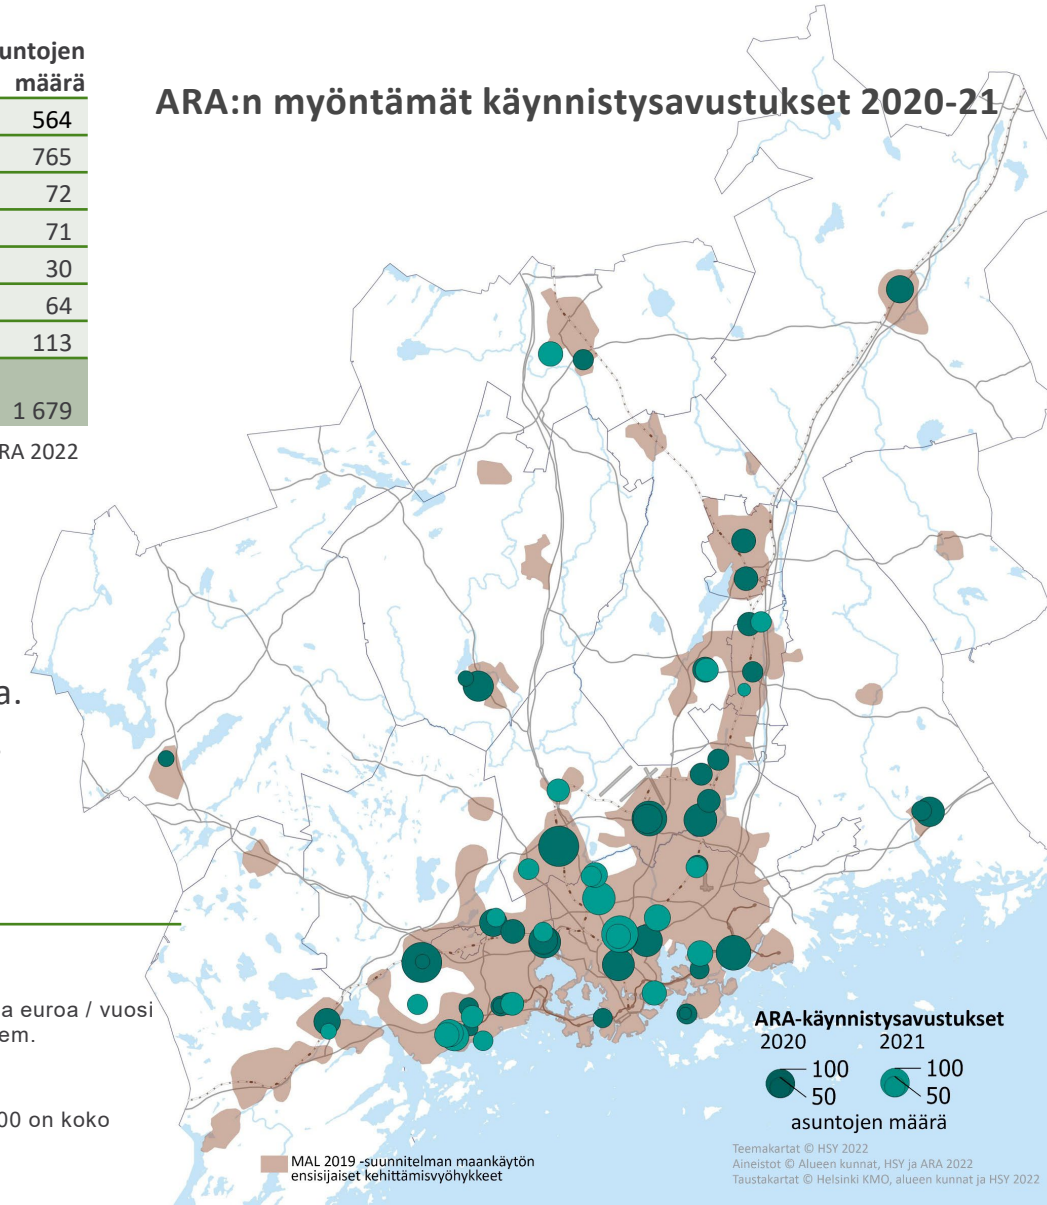 untojen
määrä
564
765
72
71
30
64
113
1 679
RA 2022
ARA:n myöntämät käynnistysavustukset 2020-21
a.
a euroa / vuosi
em.
00 on koko
ARA-käynnistysavustukset
2020 2021
100 100
50 50
asuntojen määrä
MAL 2019 -suunnitelman maankäytön
ensisijaiset kehittämisvyöhykkeet
Teemakartat © HSY 2022
Aineistot © Alueen kunnat, HSY ja ARA 2022
Taustakartat © Helsinki KMO, alueen kunnat ja HSY 2022